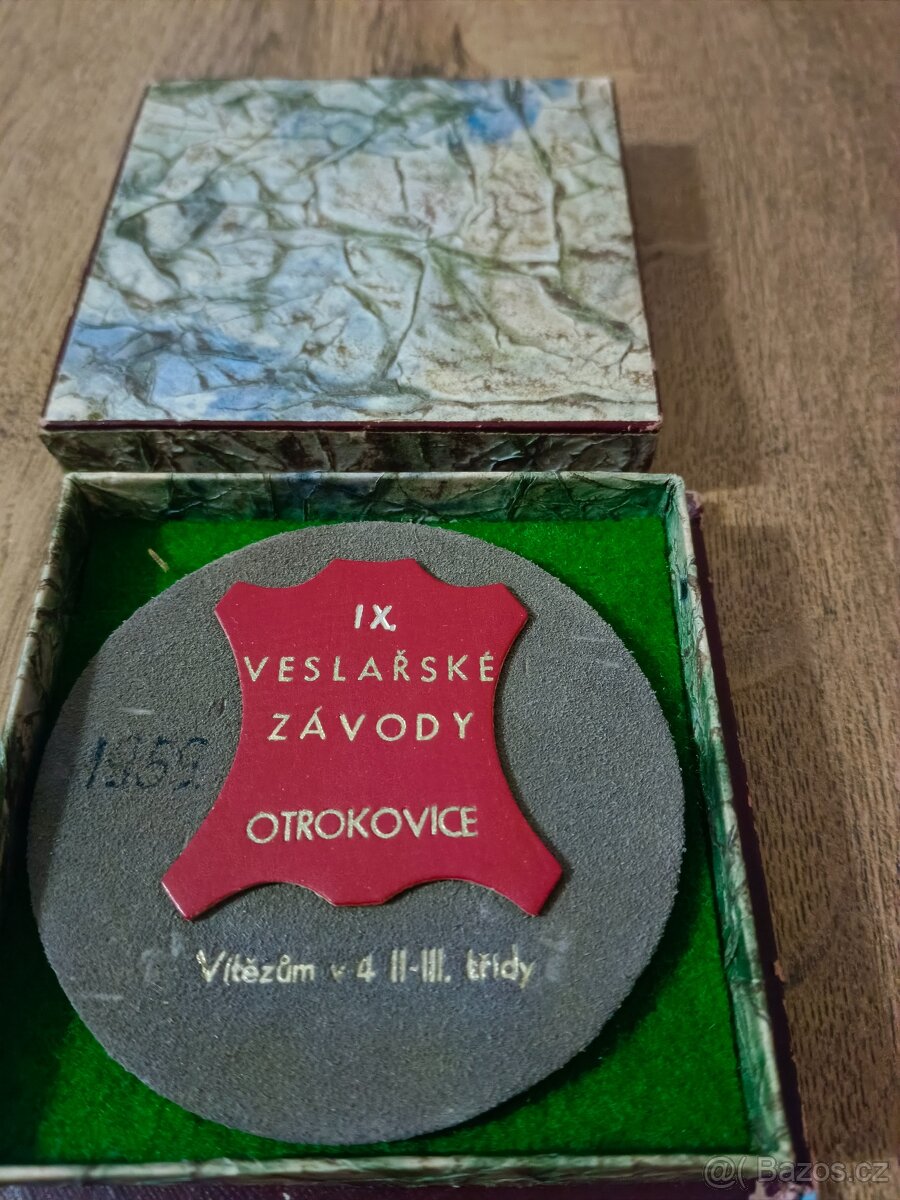 IX.
VESLAŘSKÉ
ZÁVODY
OTROKOVICE
Vítězům v 4 II-III. třídy
@( Bazos.cz